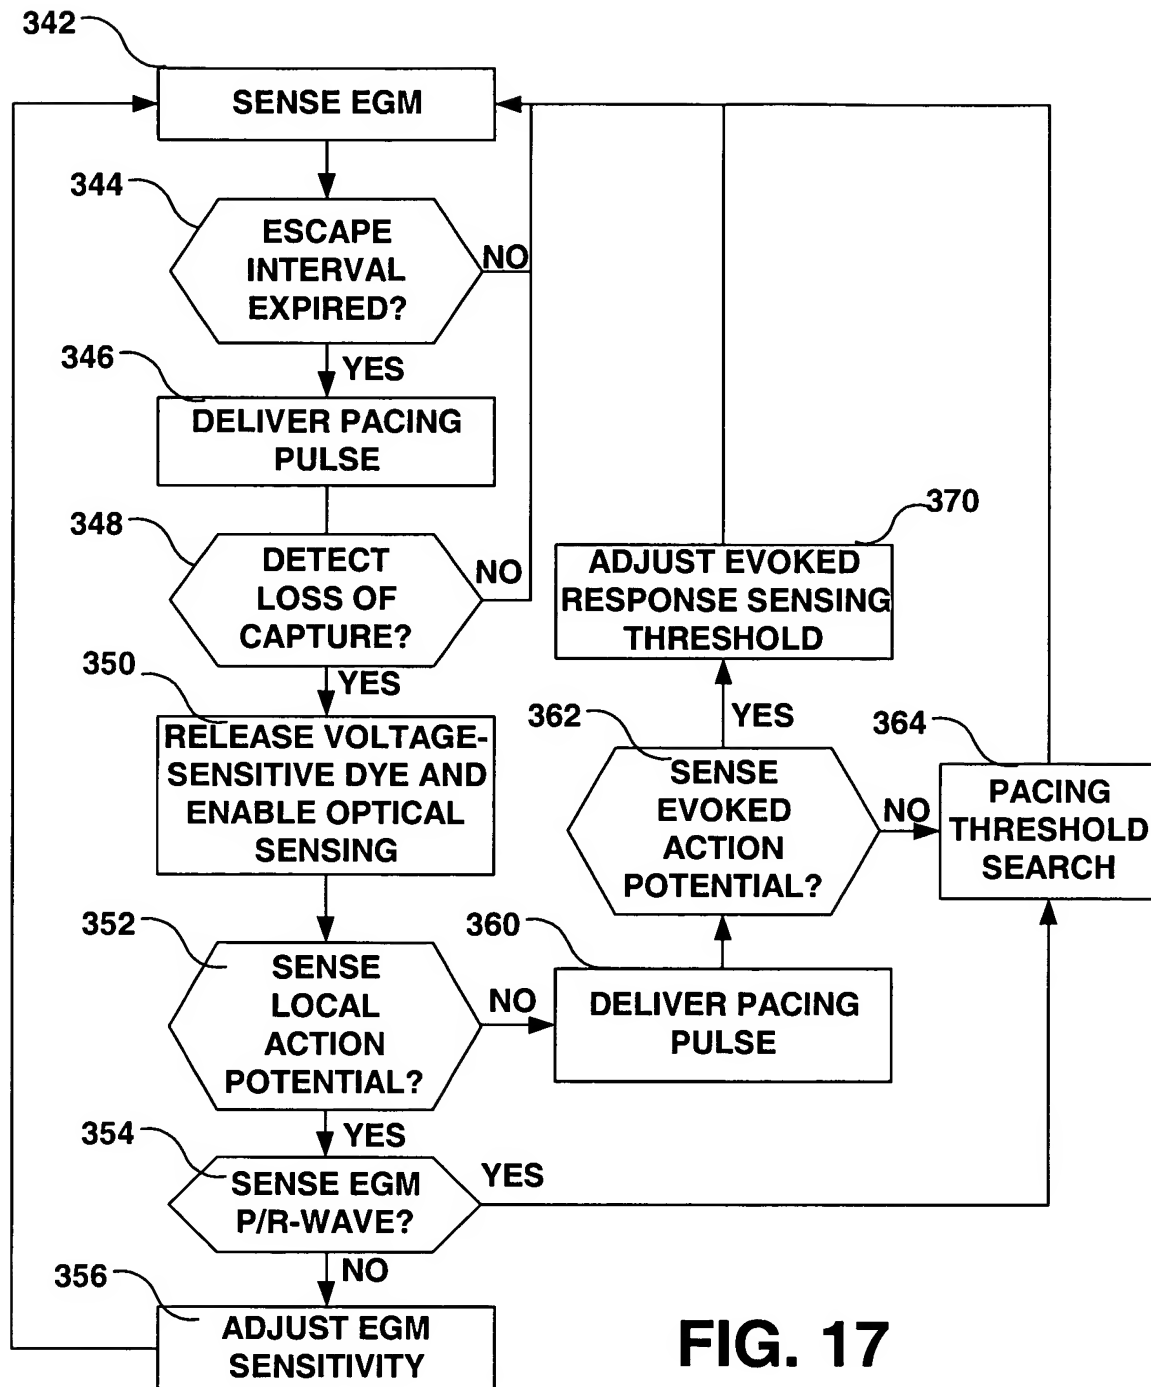 342
SENSE EGM
344
ESCAPE
INTERVAL
EXPIRED?
NO
346
YES
DELIVER PACING
PULSE
348
DETECT
LOSS OF
CAPTURE?
NO
370
ADJUST EVOKED
RESPONSE SENSING
THRESHOLD
350
YES
RELEASE VOLTAGE-
SENSITIVE DYE AND
ENABLE OPTICAL
SENSING
362
YES
364
SENSE
EVOKED
ACTION
POTENTIAL?
NO
PACING
THRESHOLD
SEARCH
352
SENSE
LOCAL
ACTION
POTENTIAL?
NO
360
DELIVER PACING
PULSE
354
YES
SENSE EGM
P/R-WAVE?
YES
356
NO
ADJUST EGM
SENSITIVITY
FIG. 17